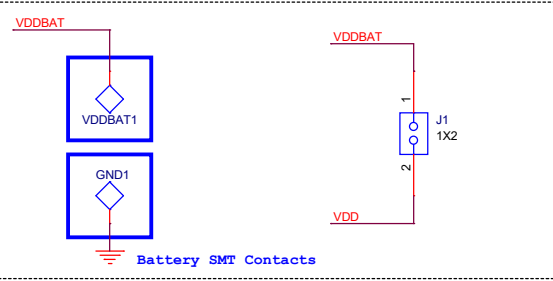 VDDBAT
VDDBAT1
GND1
Battery SMT Contacts
VDDBAT
1
J1
1X2
2
VDD